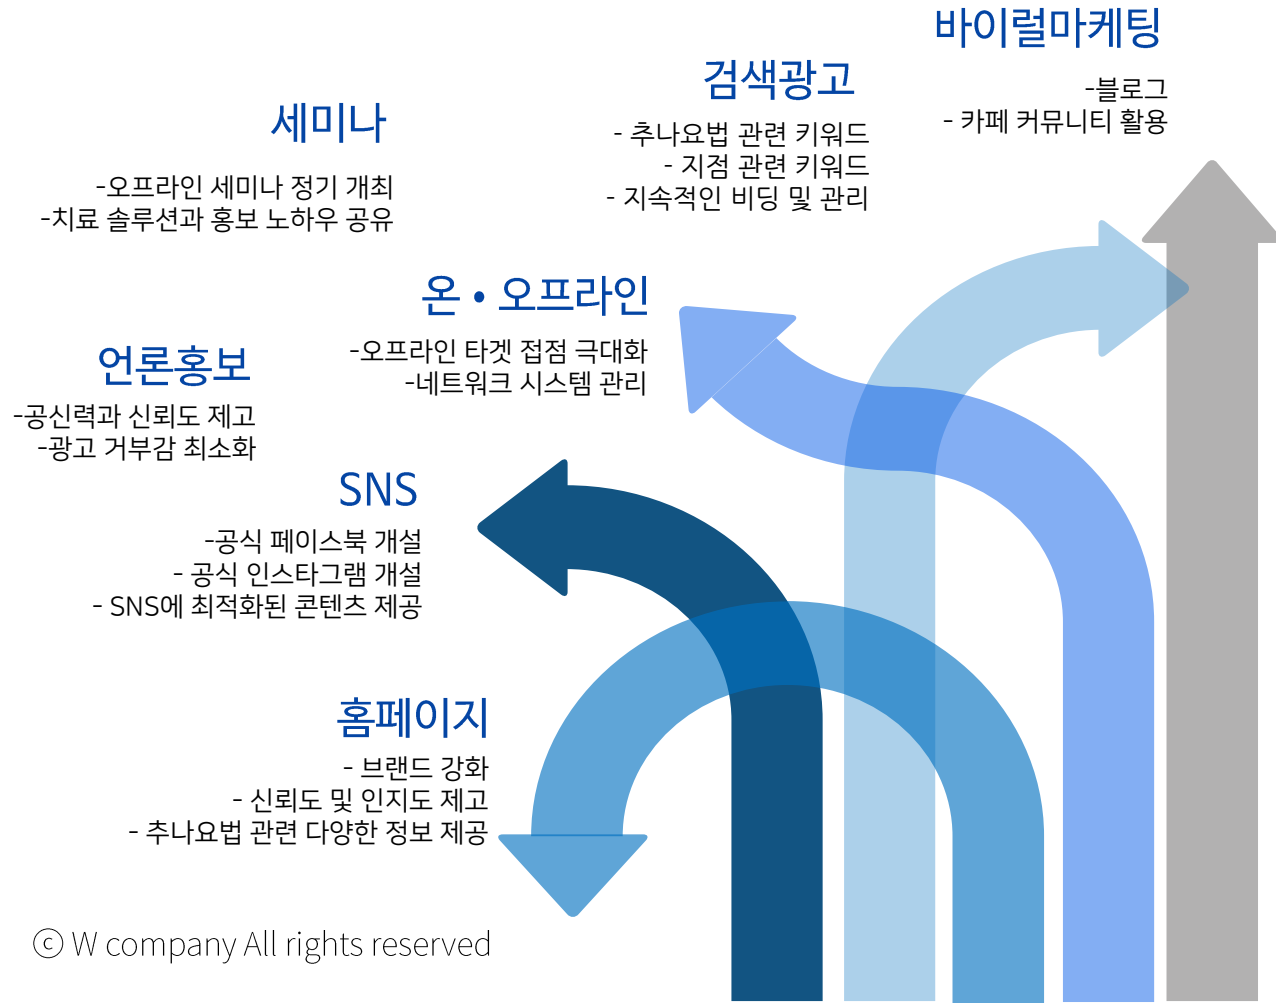 바이럴마케팅
-블로그
- 카페 커뮤니티 활용
검색광고
- 추나요법 관련 키워드
- 지점 관련 키워드
- 지속적인 비딩 및 관리
세미나
-오프라인 세미나 정기 개최
-치료 솔루션과 홍보 노하우 공유
온 • 오프라인
-오프라인 타겟 접점 극대화
-네트워크 시스템 관리
언론홍보
-공신력과 신뢰도 제고
-광고 거부감 최소화
SNS
-공식 페이스북 개설
- 공식 인스타그램 개설
- SNS에 최적화된 콘텐츠 제공
홈페이지
- 브랜드 강화
- 신뢰도 및 인지도 제고
- 추나요법 관련 다양한 정보 제공
ⓒ W company All rights reserved